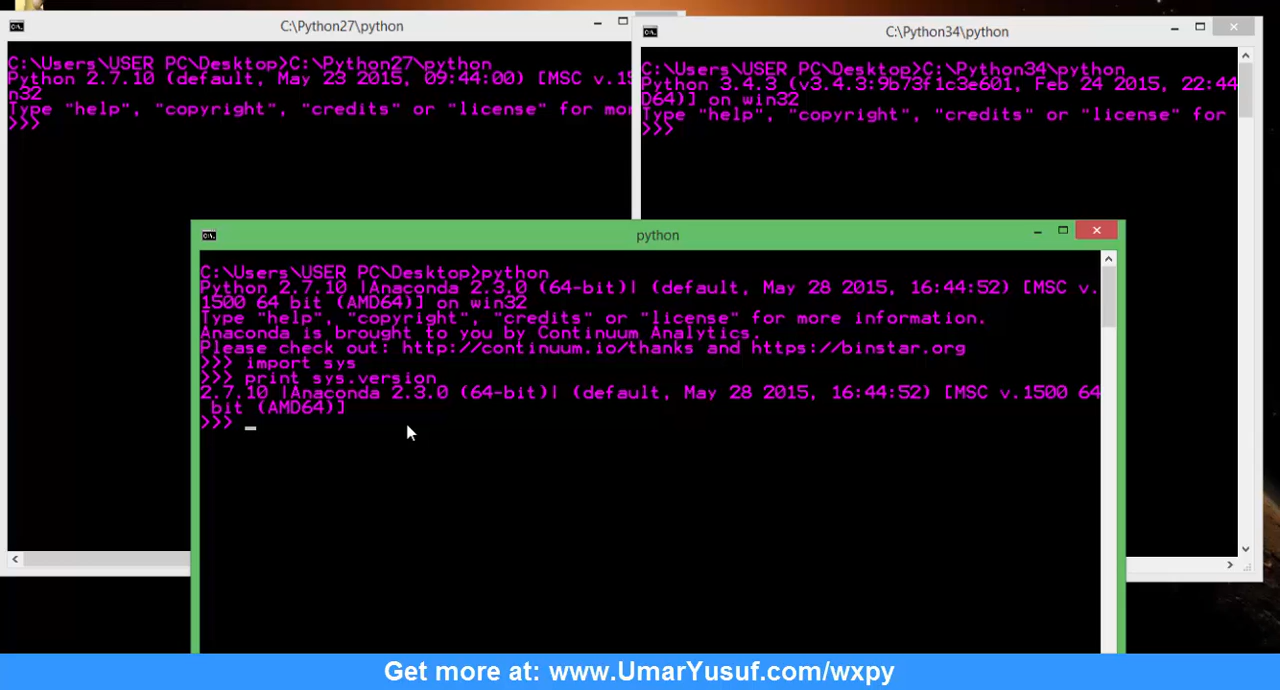 C:\Python27\python
C:\Users\USER PC\Desktop>C:\Python27\python
Python 2.7.10 (default, May 23 2015, 09:44:00) [MSC v.15
n32
Type "help", "copyright", "credits" or "license" for mor
>>>
C:\Python34\python
C:\Users\USER PC\Desktop>C:\Python34\python
Python 3.4.3 (v3.4.3:9b73f1c3e601, Feb 24 2015, 22:44
D64)] on win32
Type "help", "copyright", "credits" or "license" for
>>>
python
C:\Users\USER PC\Desktop>python
Python 2.7.10 |Anaconda 2.3.0 (64-bit)| (default, May 28 2015, 16:44:52) [MSC v.
1500 64 bit (AMD64)] on win32
Type "help", "copyright", "credits" or "license" for more information.
Anaconda is brought to you by Continuum Analytics.
Please check out: http://continuum.io/thanks and https://binstar.org
>>> import sys
>>> print sys.version
2.7.10 |Anaconda 2.3.0 (64-bit)| (default, May 28 2015, 16:44:52) [MSC v.1500 64
bit (AMD64)]
>>> _
Get more at: www.UmarYusuf.com/wxpy